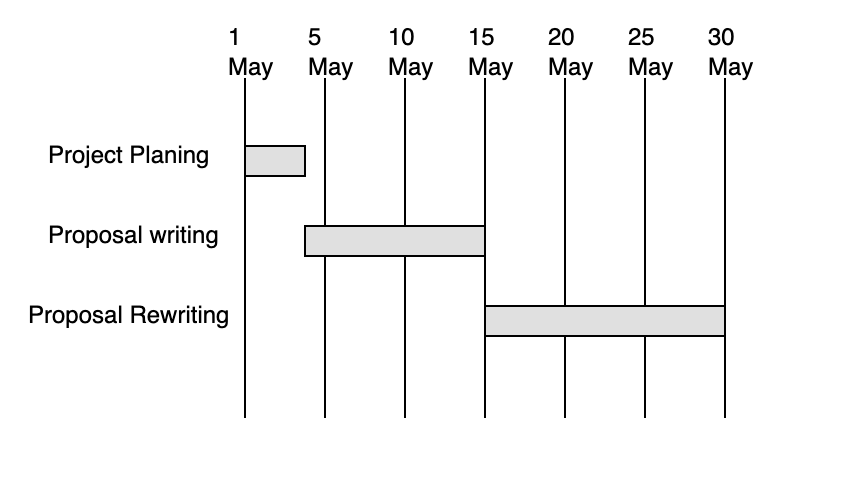 1 5 10 15 20 25 30
May May May May May May May
Project Planing
Proposal writing
Proposal Rewriting